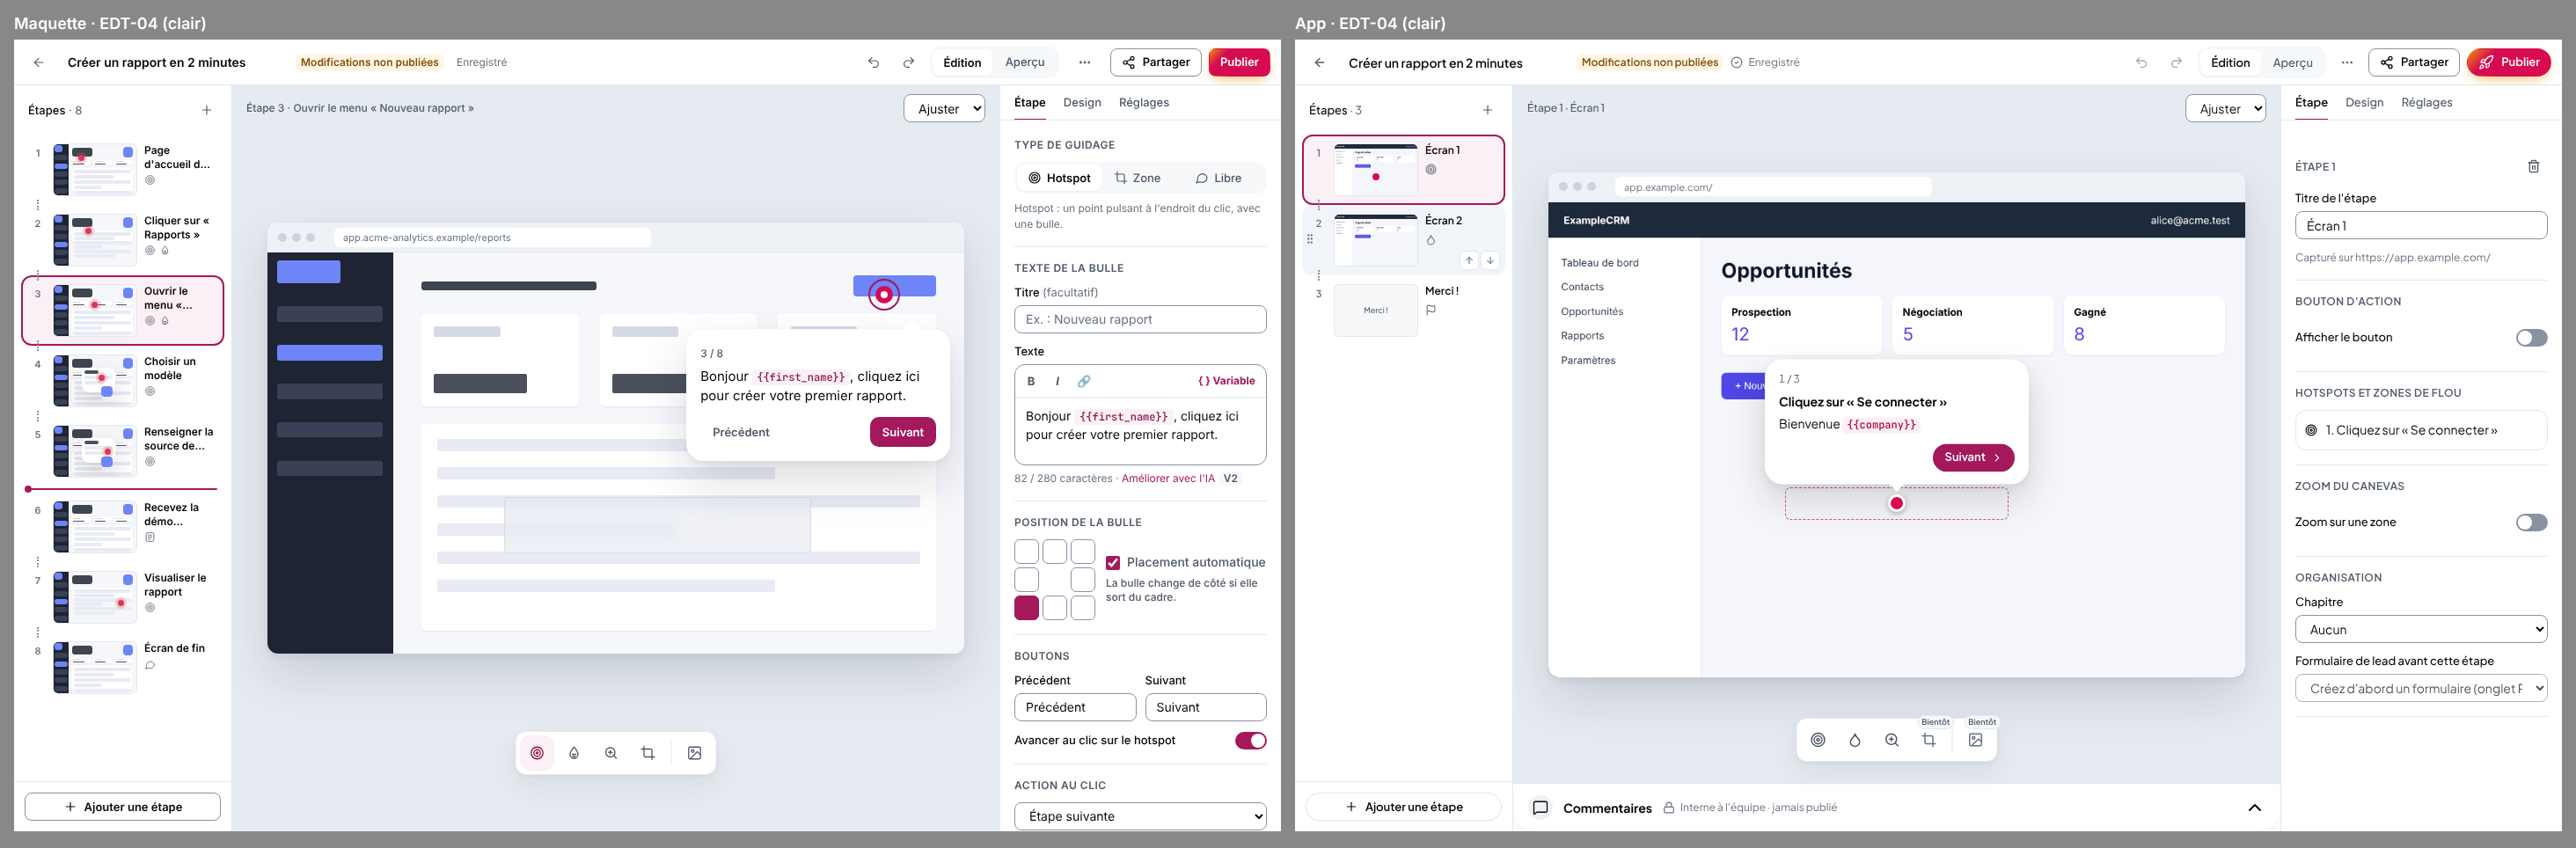 Maquette · EDT-04 (clair)
Créer un rapport en 2 minutes
Modifications non publiées
Enregistré
Édition
Aperçu
Partager
Publier
Étapes · 8
1
Page
d'accueil d...
2
Cliquer sur «
Rapports »
3
Ouvrir le
menu «...
4
Choisir un
modèle
5
Renseigner la
source de...
6
Recevez la
démo...
7
Visualiser le
rapport
8
Écran de fin
Ajouter une étape
Étape 3 · Ouvrir le menu « Nouveau rapport »
Ajuster
app.acme-analytics.example/reports
3 / 8
Bonjour {{first_name}}, cliquez ici
pour créer votre premier rapport.
Précédent
Suivant
Étape
Design
Réglages
TYPE DE GUIDAGE
Hotspot
Zone
Libre
Hotspot : un point pulsant à l'endroit du clic, avec
une bulle.
TEXTE DE LA BULLE
Titre (facultatif)
Ex. : Nouveau rapport
Texte
B I { } Variable
Bonjour {{first_name}}, cliquez ici
pour créer votre premier rapport.
82 / 280 caractères · Améliorer avec l'IA V2
POSITION DE LA BULLE
Placement automatique
La bulle change de côté si elle
sort du cadre.
BOUTONS
Précédent
Suivant
Précédent
Suivant
Avancer au clic sur le hotspot
ACTION AU CLIC
Étape suivante
App · EDT-04 (clair)
Créer un rapport en 2 minutes
Modifications non publiées
Enregistré
Édition
Aperçu
Partager
Publier
Étapes · 3
1
Écran 1
2
Écran 2
3
Merci !
Merci !
Ajouter une étape
Étape 1 · Écran 1
Ajuster
app.example.com/
ExampleCRM
alice@acme.test
Tableau de bord
Contacts
Opportunités
Rapports
Paramètres
Opportunités
Prospection
12
Négociation
5
Gagné
8
+ Nouv
1 / 3
Cliquez sur « Se connecter »
Bienvenue {{company}}
Suivant
Bientôt
Bientôt
Commentaires
Interne à l'équipe · jamais publié
Étape
Design
Réglages
ÉTAPE 1
Titre de l'étape
Écran 1
Capturé sur https://app.example.com/
BOUTON D'ACTION
Afficher le bouton
HOTSPOTS ET ZONES DE FLOU
1. Cliquez sur « Se connecter »
ZOOM DU CANEVAS
Zoom sur une zone
ORGANISATION
Chapitre
Aucun
Formulaire de lead avant cette étape
Créez d'abord un formulaire (onglet F